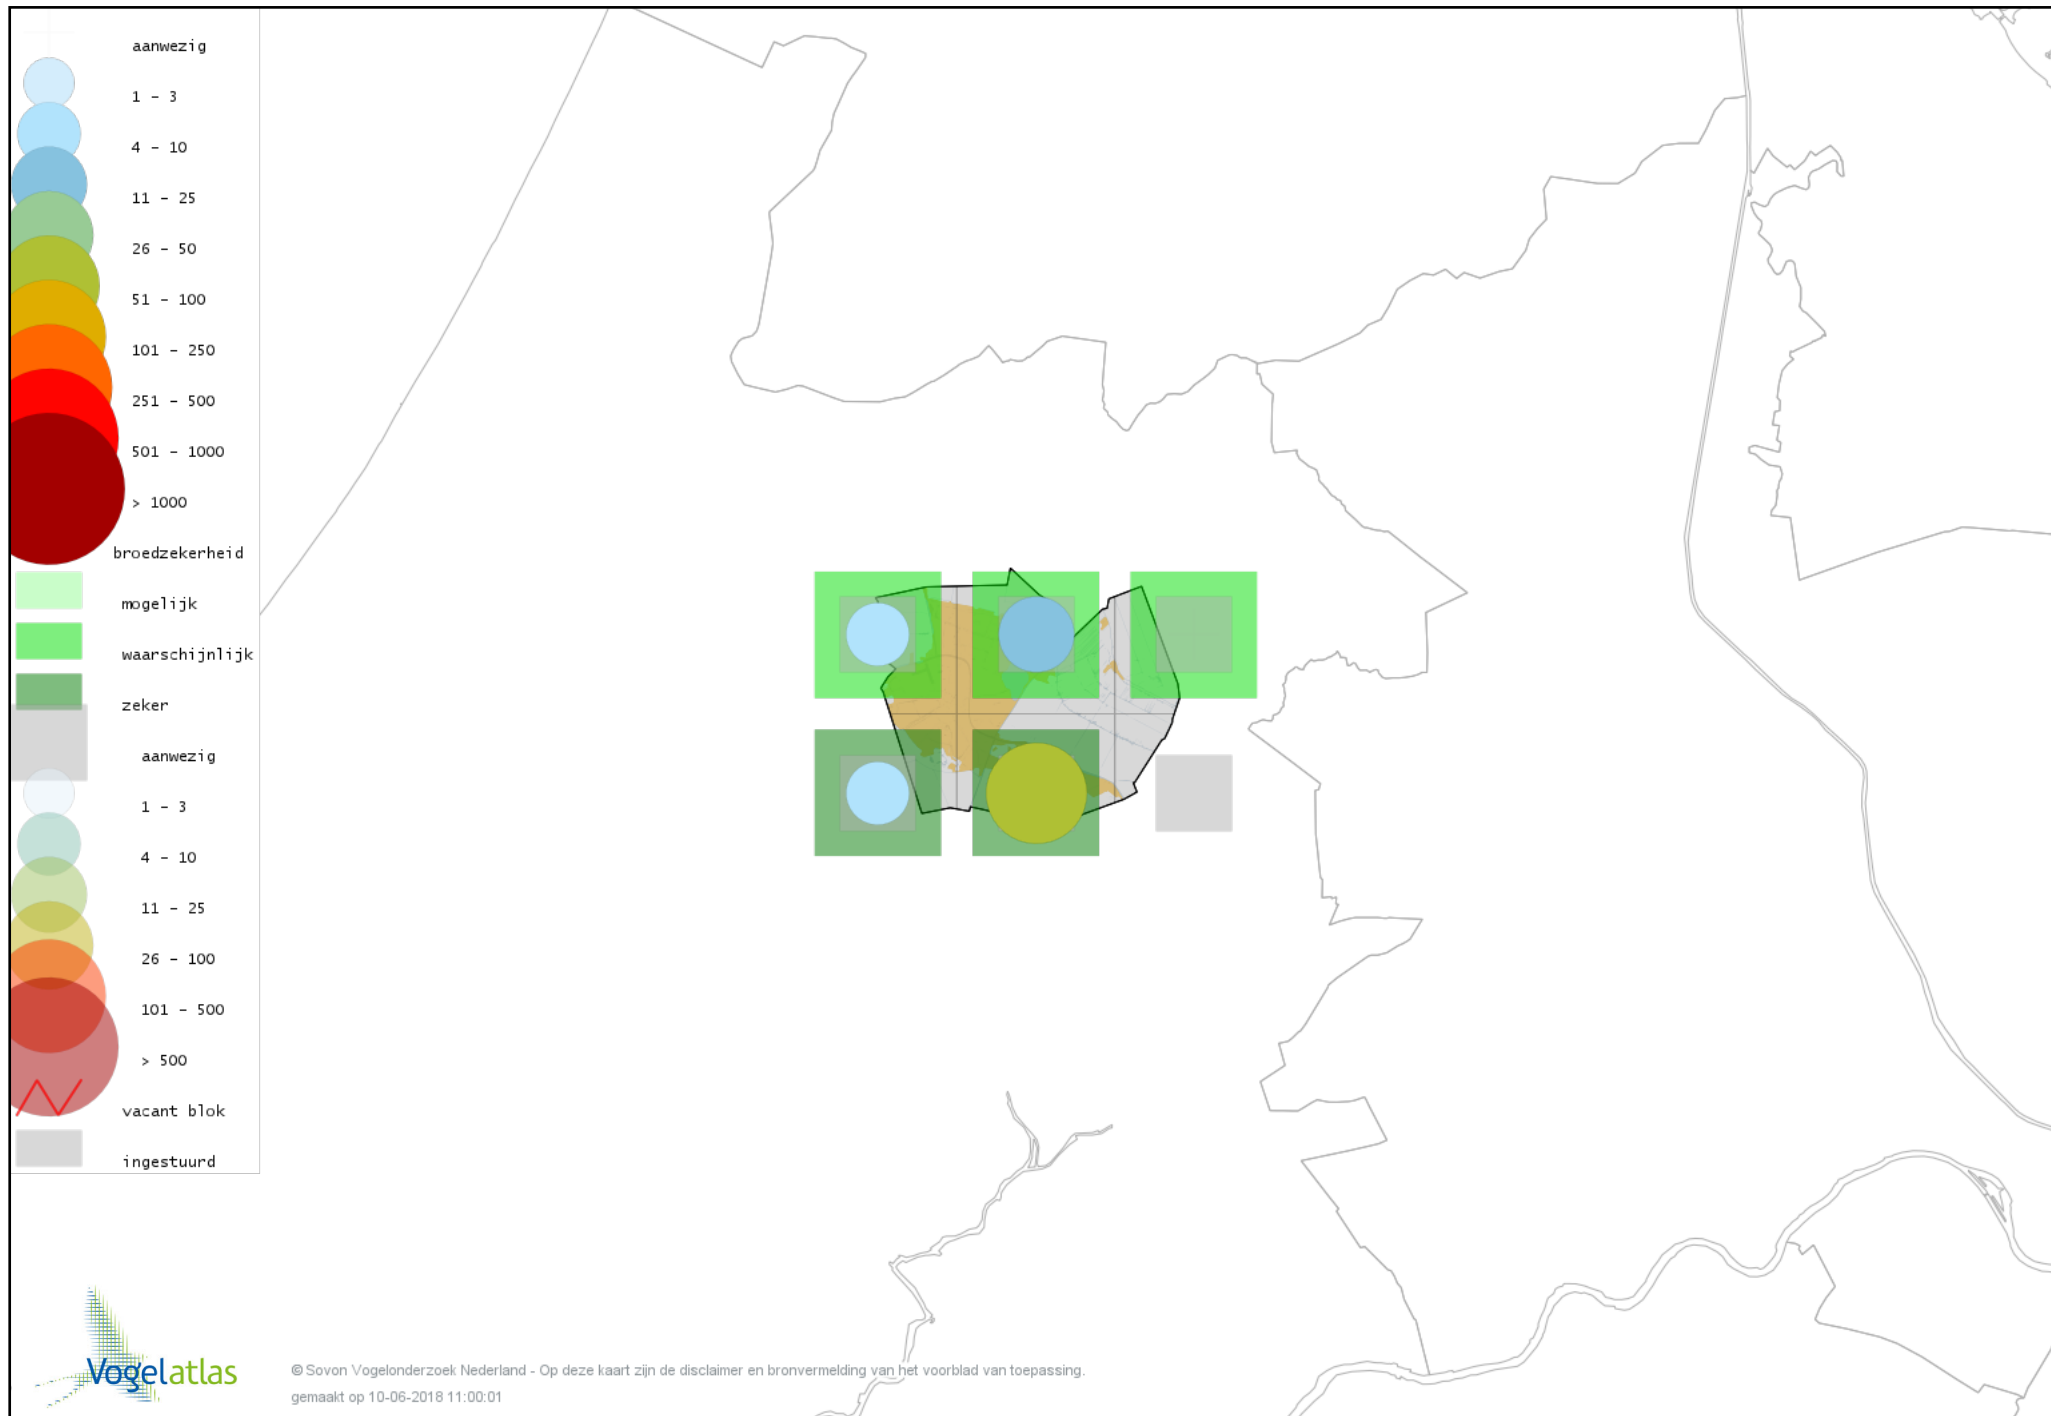 aanwezig
1 – 3
4 – 10
11 – 25
26 – 50
51 – 100
101 – 250
251 – 500
501 – 1000
> 1000
broedzekerheid
mogelijk
waarschijnlijk
zeker
aanwezig
1 – 3
4 – 10
11 – 25
26 – 100
101 – 500
> 500
vacant blok
ingestuurd
Vogelatlas
© Sovon Vogelonderzoek Nederland - Op deze kaart zijn de disclaimer en bronvermelding van het voorblad van toepassing.
gemaakt op 10-06-2018 11:00:01